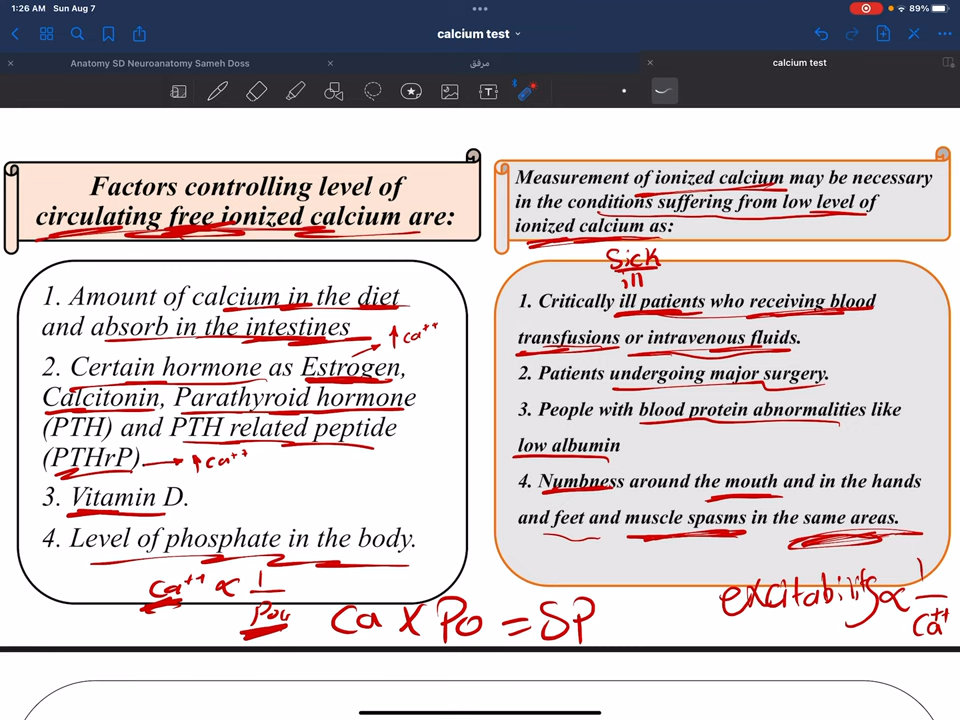 1:26 AM Sun Aug 7
89%
calcium test
Anatomy SD Neuroanatomy Sameh Doss
مرفق
calcium test
Factors controlling level of
circulating free ionized calcium are:
1. Amount of calcium in the diet
and absorb in the intestines
↑ Ca++
2. Certain hormone as Estrogen,
Calcitonin, Parathyroid hormone
(PTH) and PTH related peptide
(PTHrP) → ↑ Ca++
3. Vitamin D.
4. Level of phosphate in the body.
Ca++ ∝ 1/PO4
Ca X Po = SP
Measurement of ionized calcium may be necessary
in the conditions suffering from low level of
ionized calcium as:
Sick
ill
1. Critically ill patients who receiving blood
transfusions or intravenous fluids.
2. Patients undergoing major surgery.
3. People with blood protein abnormalities like
low albumin
4. Numbness around the mouth and in the hands
and feet and muscle spasms in the same areas.
excitability ∝ 1/Ca++